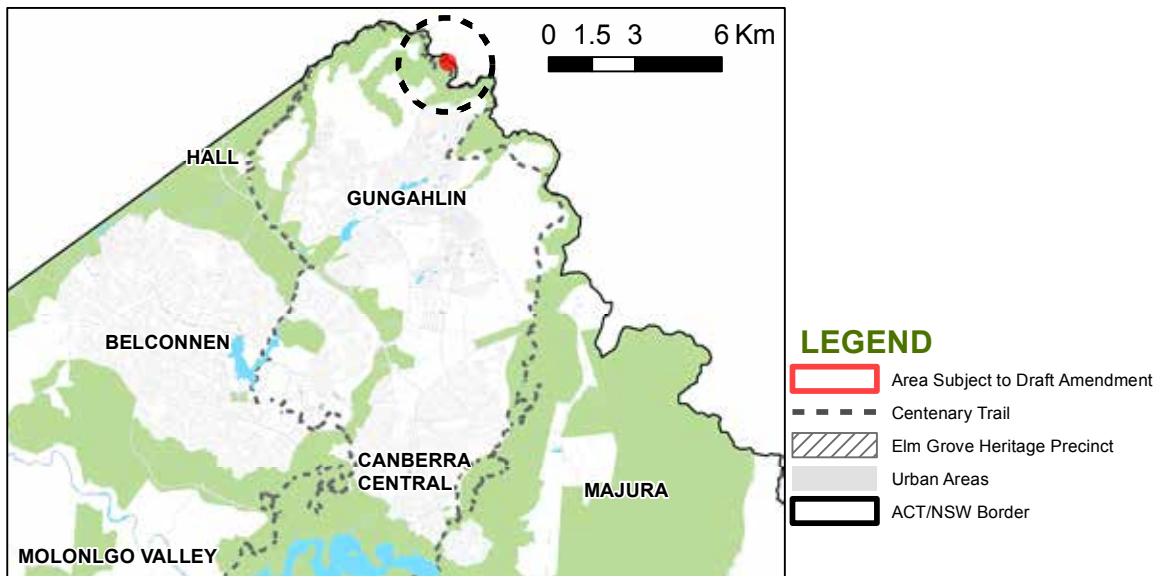 0 1.5 3 6 Km
HALL
GUNGAHLIN
BELCONNEN
CANBERRA
CENTRAL
MAJURA
MOLONLGO VALLEY
LEGEND
Area Subject to Draft Amendment
Centenary Trail
Elm Grove Heritage Precinct
Urban Areas
ACT/NSW Border